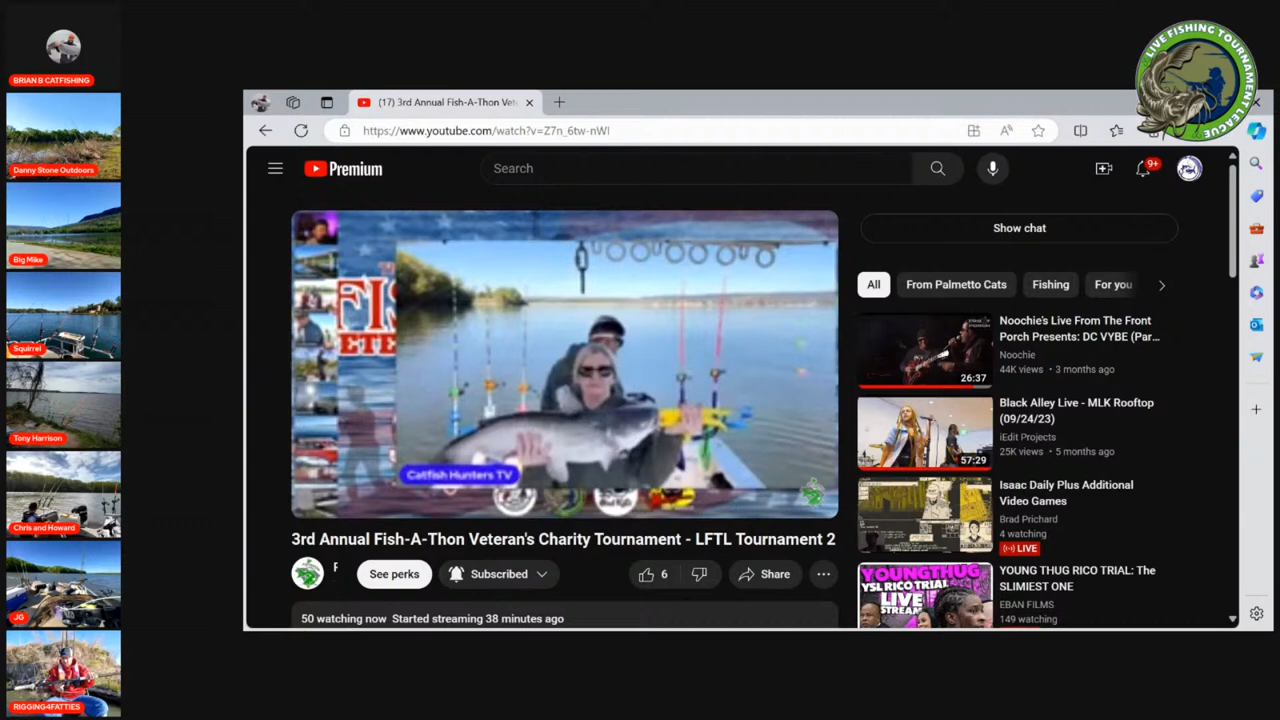 BRIAN B CATFISHING
Danny Stone Outdoors
Big Mike
Squirrel
Tony Harrison
Chris and Howard
JG
RIGGING4FATTIES
LIVE FISHING TOURNAMENT LEAGUE
(17) 3rd Annual Fish-A-Thon Vete
https://www.youtube.com/watch?v=Z7n_6tw-nWI
Premium
Search
9+
Catfish Hunters TV
3rd Annual Fish-A-Thon Veteran's Charity Tournament - LFTL Tournament 2
See perks
Subscribed
6
Share
50 watching now Started streaming 38 minutes ago
Show chat
All
From Palmetto Cats
Fishing
For you
Noochie's Live From The Front
Porch Presents: DC VYBE (Par...
Noochie
44K views • 3 months ago
26:37
Black Alley Live - MLK Rooftop
(09/24/23)
iEdit Projects
25K views • 5 months ago
57:29
Isaac Daily Plus Additional
Video Games
Brad Prichard
4 watching
LIVE
YOUNG THUG RICO TRIAL: The
SLIMIEST ONE
EBAN FILMS
149 watching
YOUNGTHUG
YSL RICO TRIAL
LIVE
STREAM